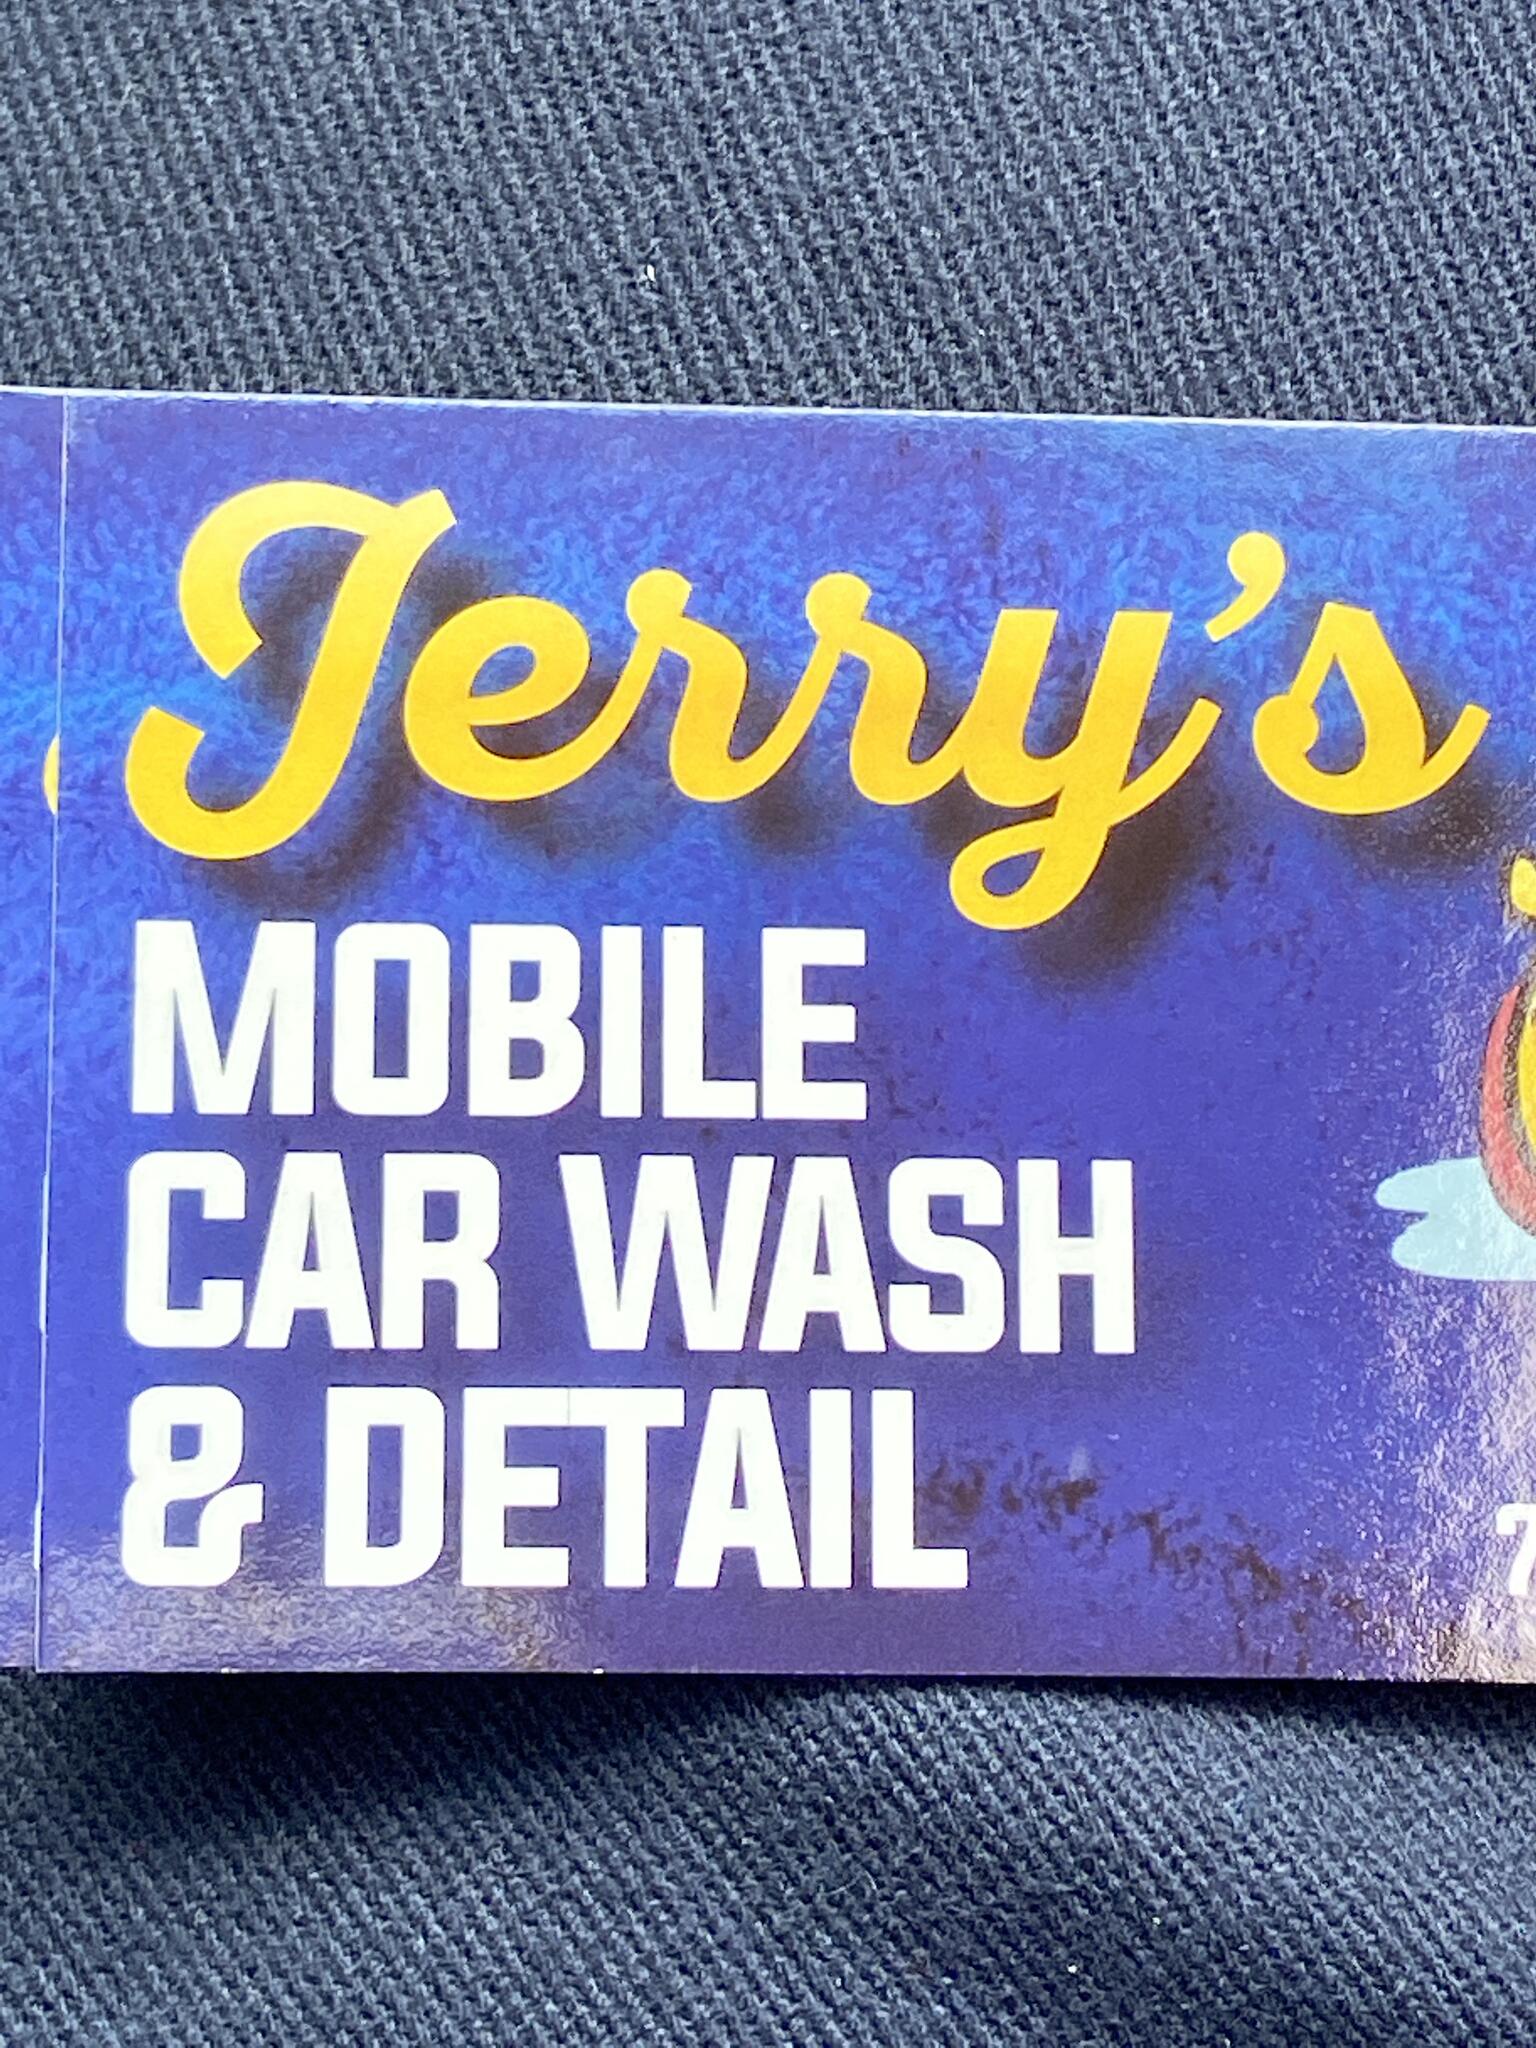 Jerry's
MOBILE
CAR WASH
& DETAIL